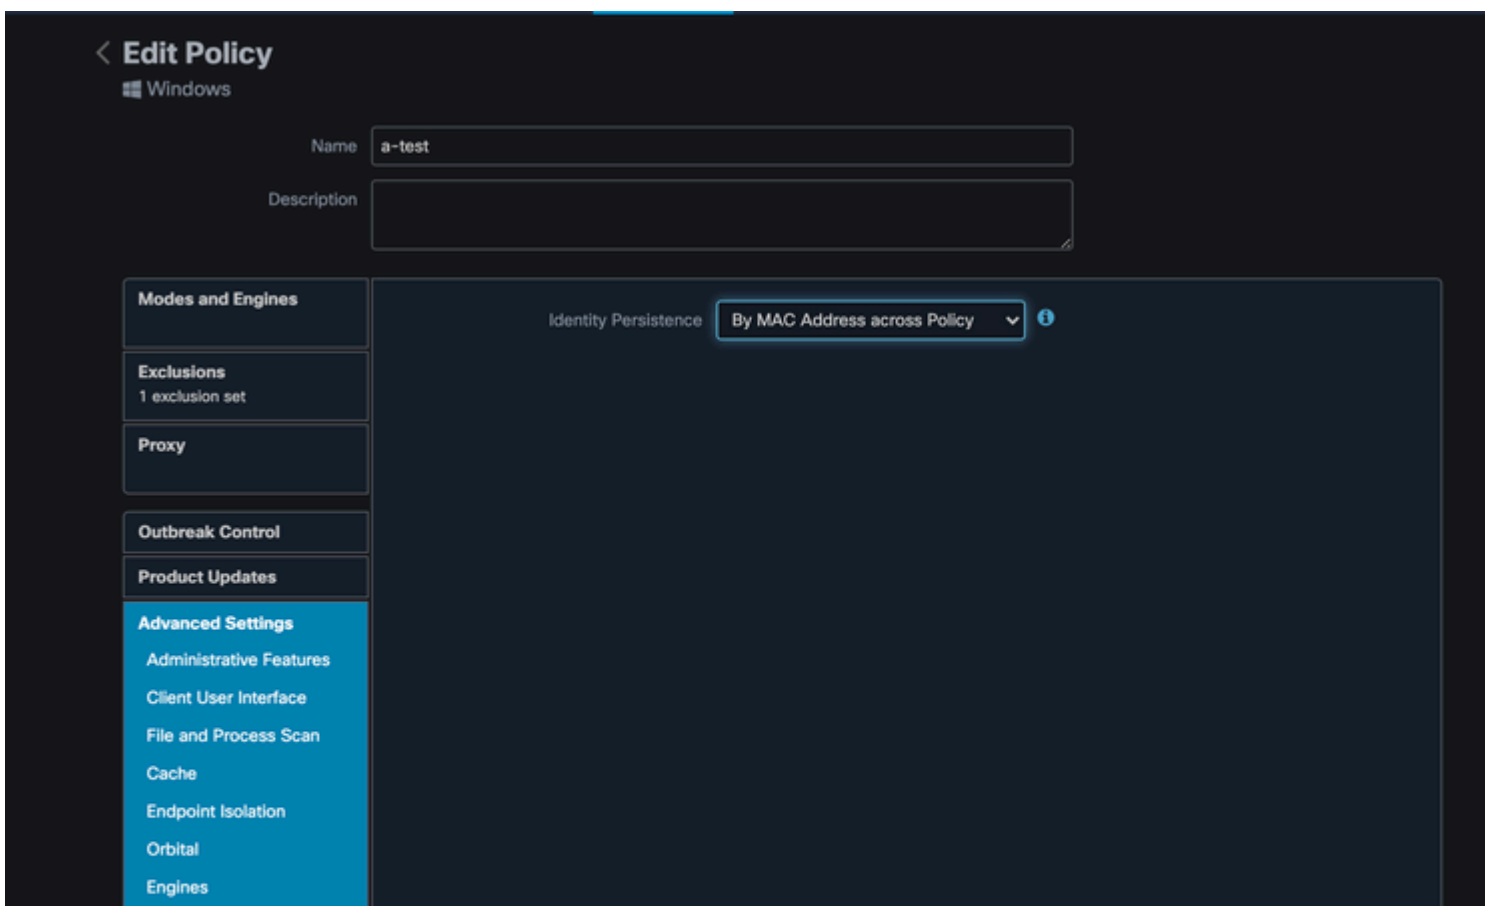 Edit Policy
Windows
Name
a-test
Description
Modes and Engines
Exclusions
1 exclusion set
Proxy
Outbreak Control
Product Updates
Advanced Settings
Administrative Features
Client User Interface
File and Process Scan
Cache
Endpoint Isolation
Orbital
Engines
Identity Persistence
By MAC Address across Policy